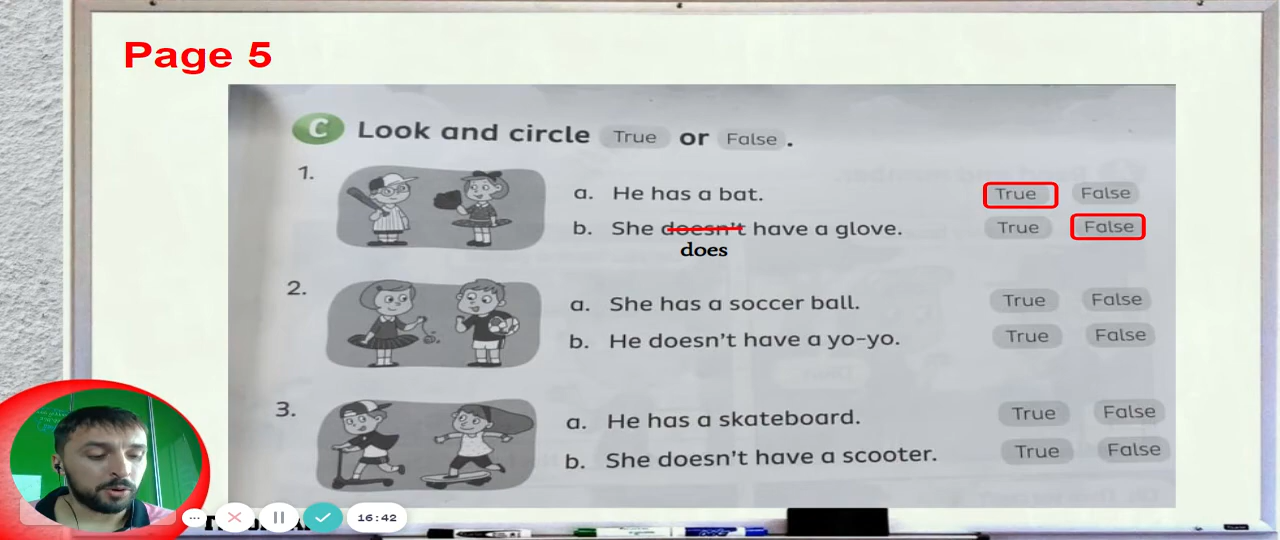 Page 5
C Look and circle True or False.
1.
a. He has a bat. True False
b. She doesn't have a glove. True False
does
2.
a. She has a soccer ball. True False
b. He doesn't have a yo-yo. True False
3.
a. He has a skateboard. True False
b. She doesn't have a scooter. True False
16:42